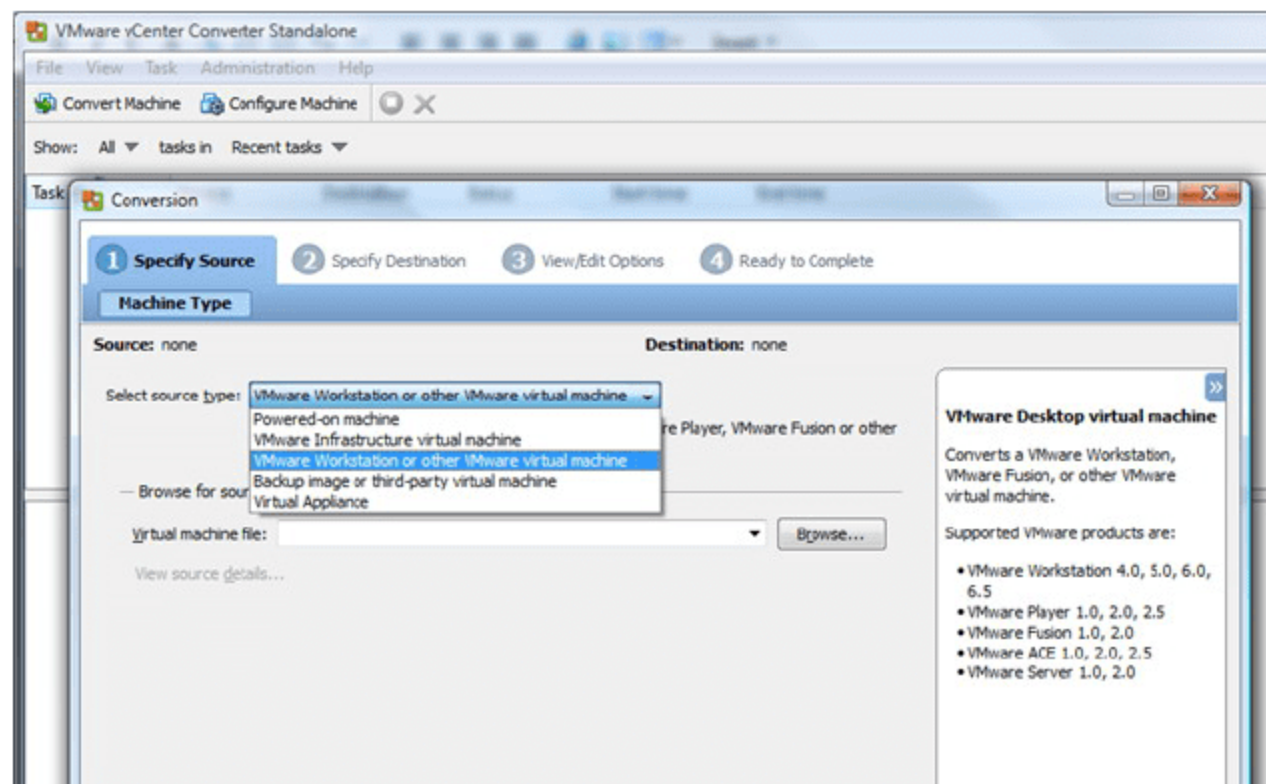 VMware vCenter Converter Standalone
File View Task Administration Help
Convert Machine Configure Machine
Show: All tasks in Recent tasks
Task
Conversion
1 Specify Source 2 Specify Destination 3 View/Edit Options 4 Ready to Complete
Machine Type
Source: none Destination: none
Select source type: VMware Workstation or other VMware virtual machine
Powered-on machine
VMware Infrastructure virtual machine
VMware Workstation or other VMware virtual machine
Backup image or third-party virtual machine
Virtual Appliance
re Player, VMware Fusion or other
Browse for sour
Virtual machine file: Browse...
View source details...
VMware Desktop virtual machine
Converts a VMware Workstation,
VMware Fusion, or other VMware
virtual machine.
Supported VMware products are:
• VMware Workstation 4.0, 5.0, 6.0,
6.5
• VMware Player 1.0, 2.0, 2.5
• VMware Fusion 1.0, 2.0
• VMware ACE 1.0, 2.0, 2.5
• VMware Server 1.0, 2.0